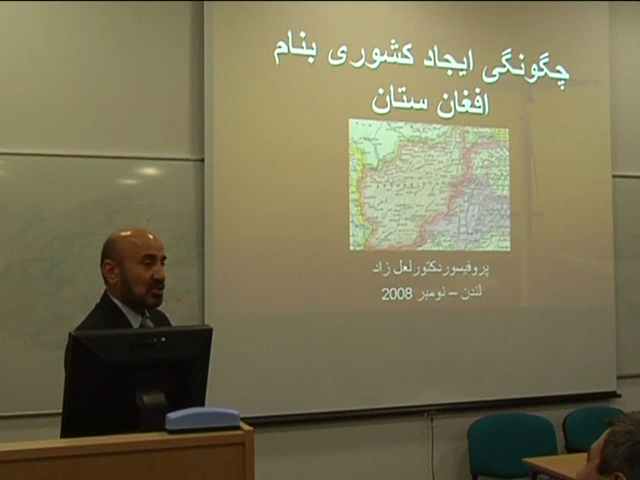 چگونگی ایجاد کشوری بنام
افغان ستان
پروفیسوردکتورلعل زاد
لندن – نومبر 2008